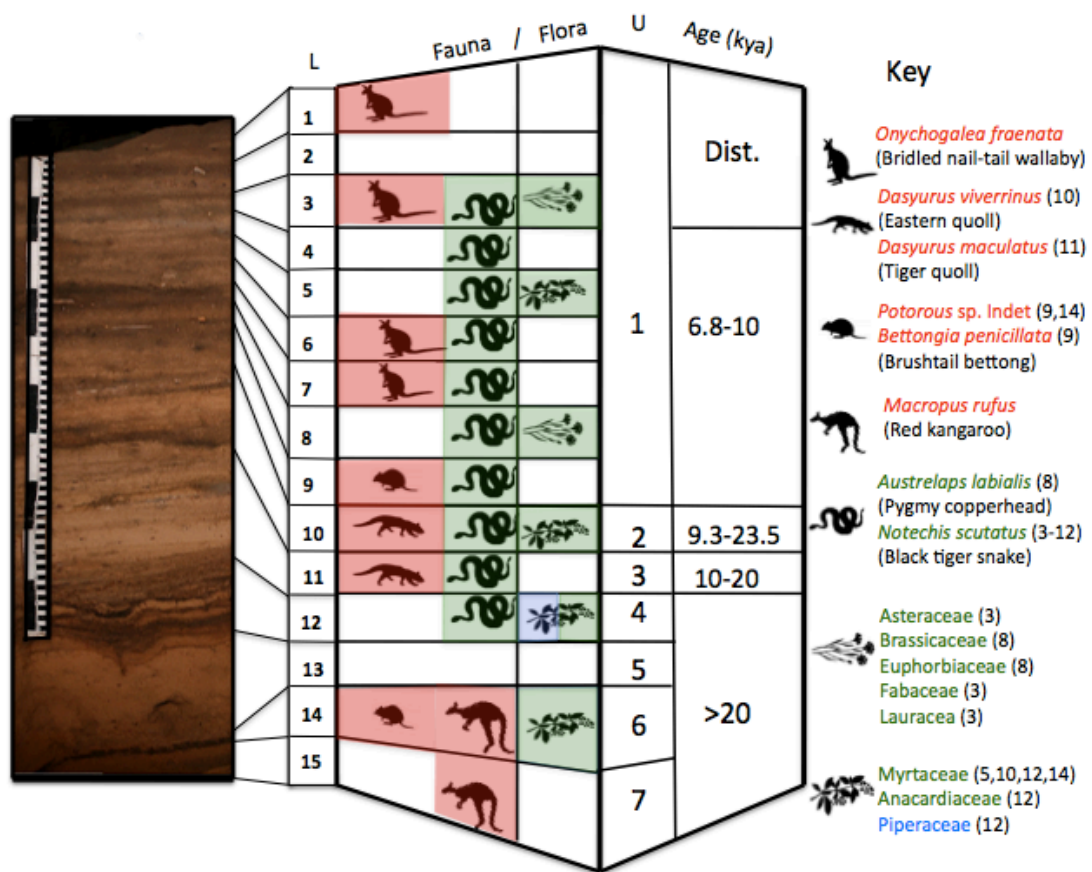 L Fauna / Flora U Age (kya)
Key
1
2
3
4
5
6
7
8
9
10
11
12
13
14
15
1
2
3
4
5
6
7
Dist.
6.8-10
9.3-23.5
10-20
>20
Onychogalea fraenata
(Bridled nail-tail wallaby)
Dasyurus viverrinus (10)
(Eastern quoll)
Dasyurus maculatus (11)
(Tiger quoll)
Potorous sp. Indet (9,14)
Bettongia penicillata (9)
(Brushtail bettong)
Macropus rufus
(Red kangaroo)
Austrelaps labialis (8)
(Pygmy copperhead)
Notechis scutatus (3-12)
(Black tiger snake)
Asteraceae (3)
Brassicaceae (8)
Euphorbiaceae (8)
Fabaceae (3)
Lauracea (3)
Myrtaceae (5,10,12,14)
Anacardiaceae (12)
Piperaceae (12)